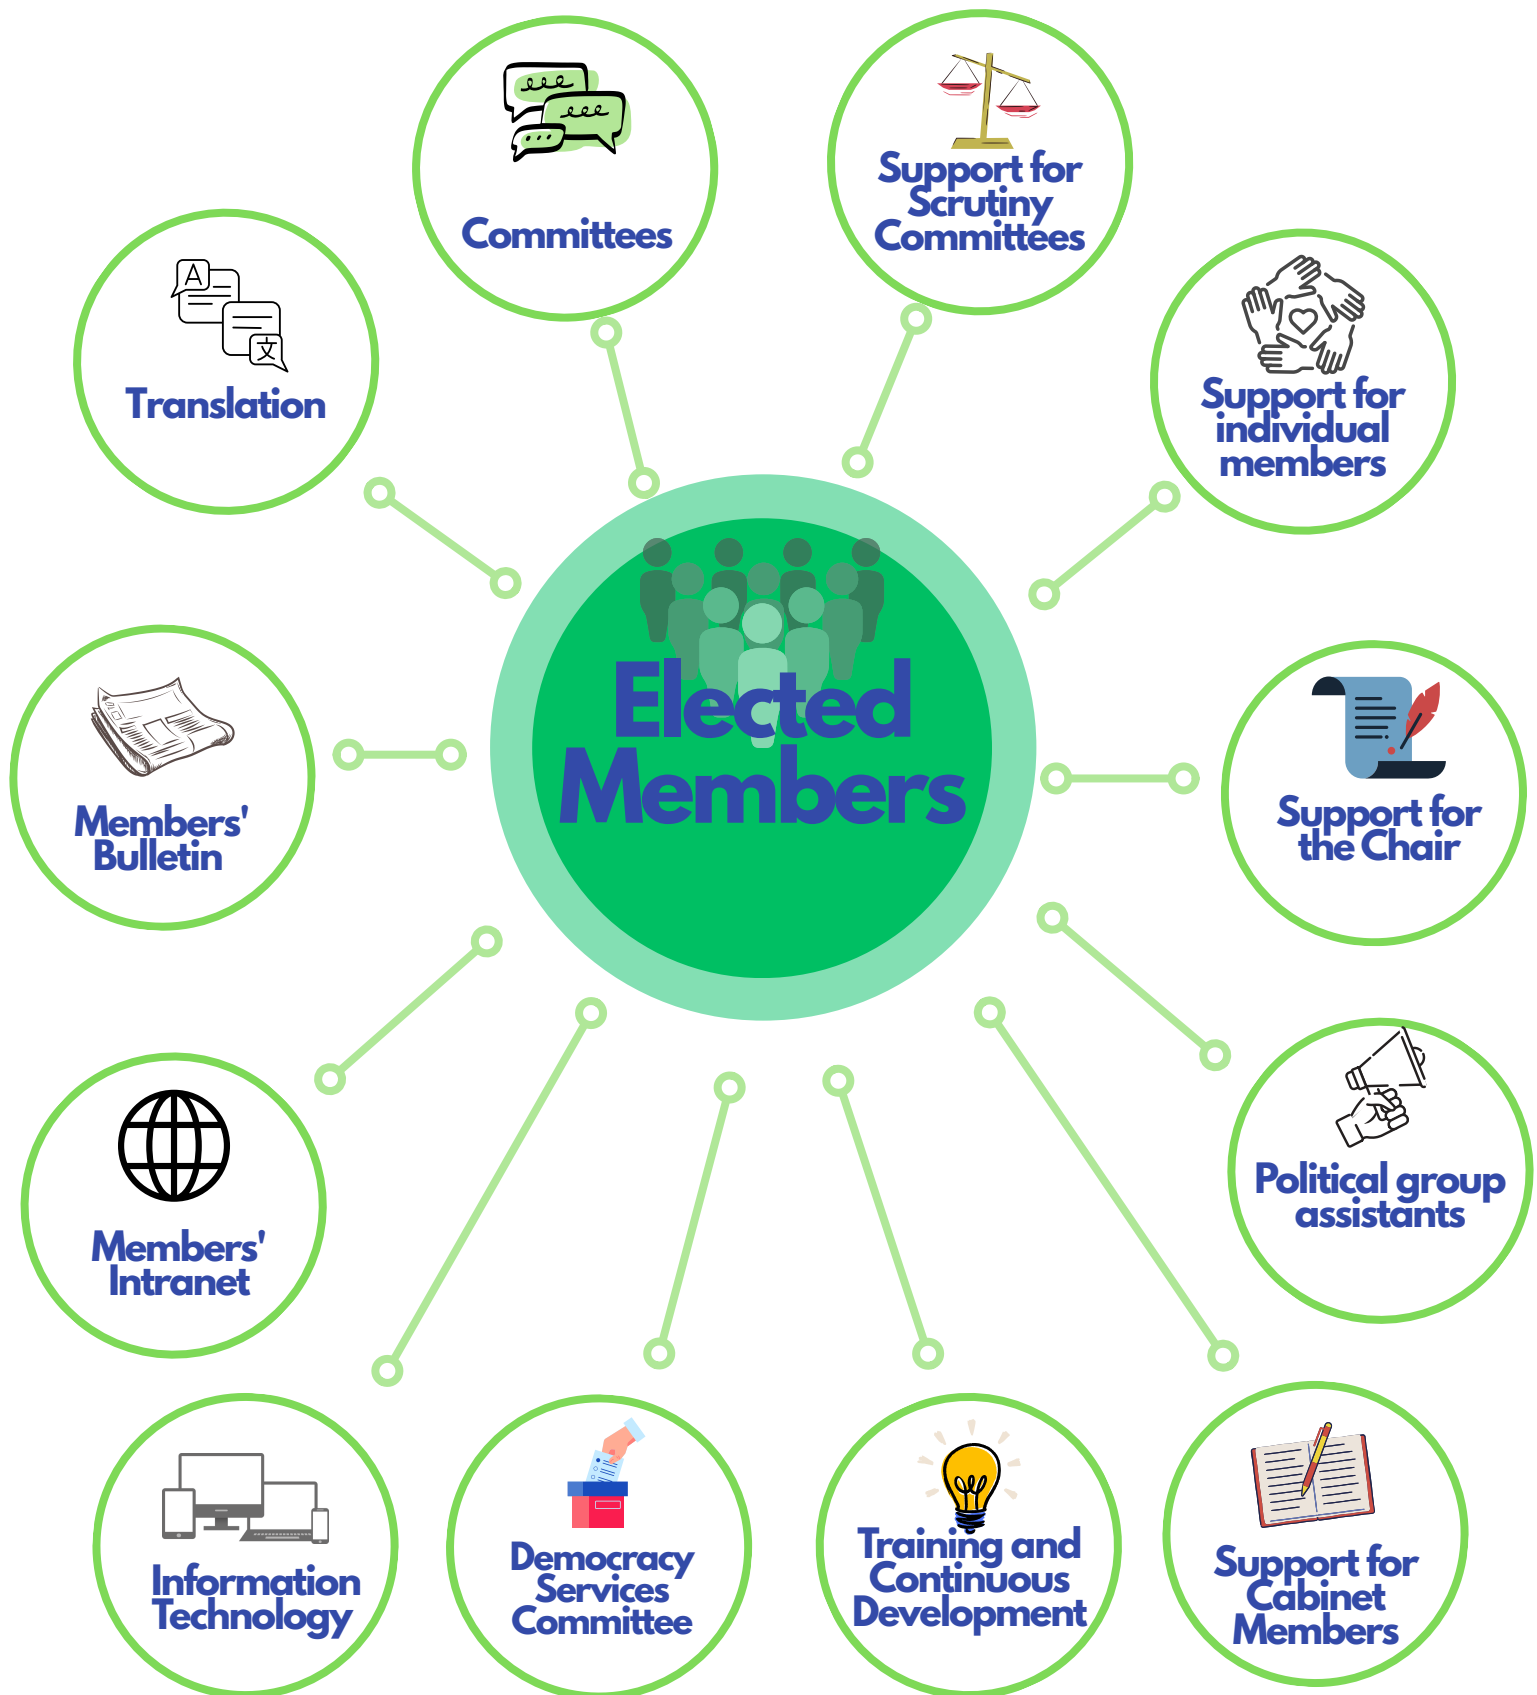 Committees
Support for
Scrutiny
Committees
A
文
Translation
Support for
individual
members
Elected
Members
Members'
Bulletin
Support for
the Chair
Members'
Intranet
Political group
assistants
Information
Technology
Democracy
Services
Committee
Training and
Continuous
Development
Support for
Cabinet
Members